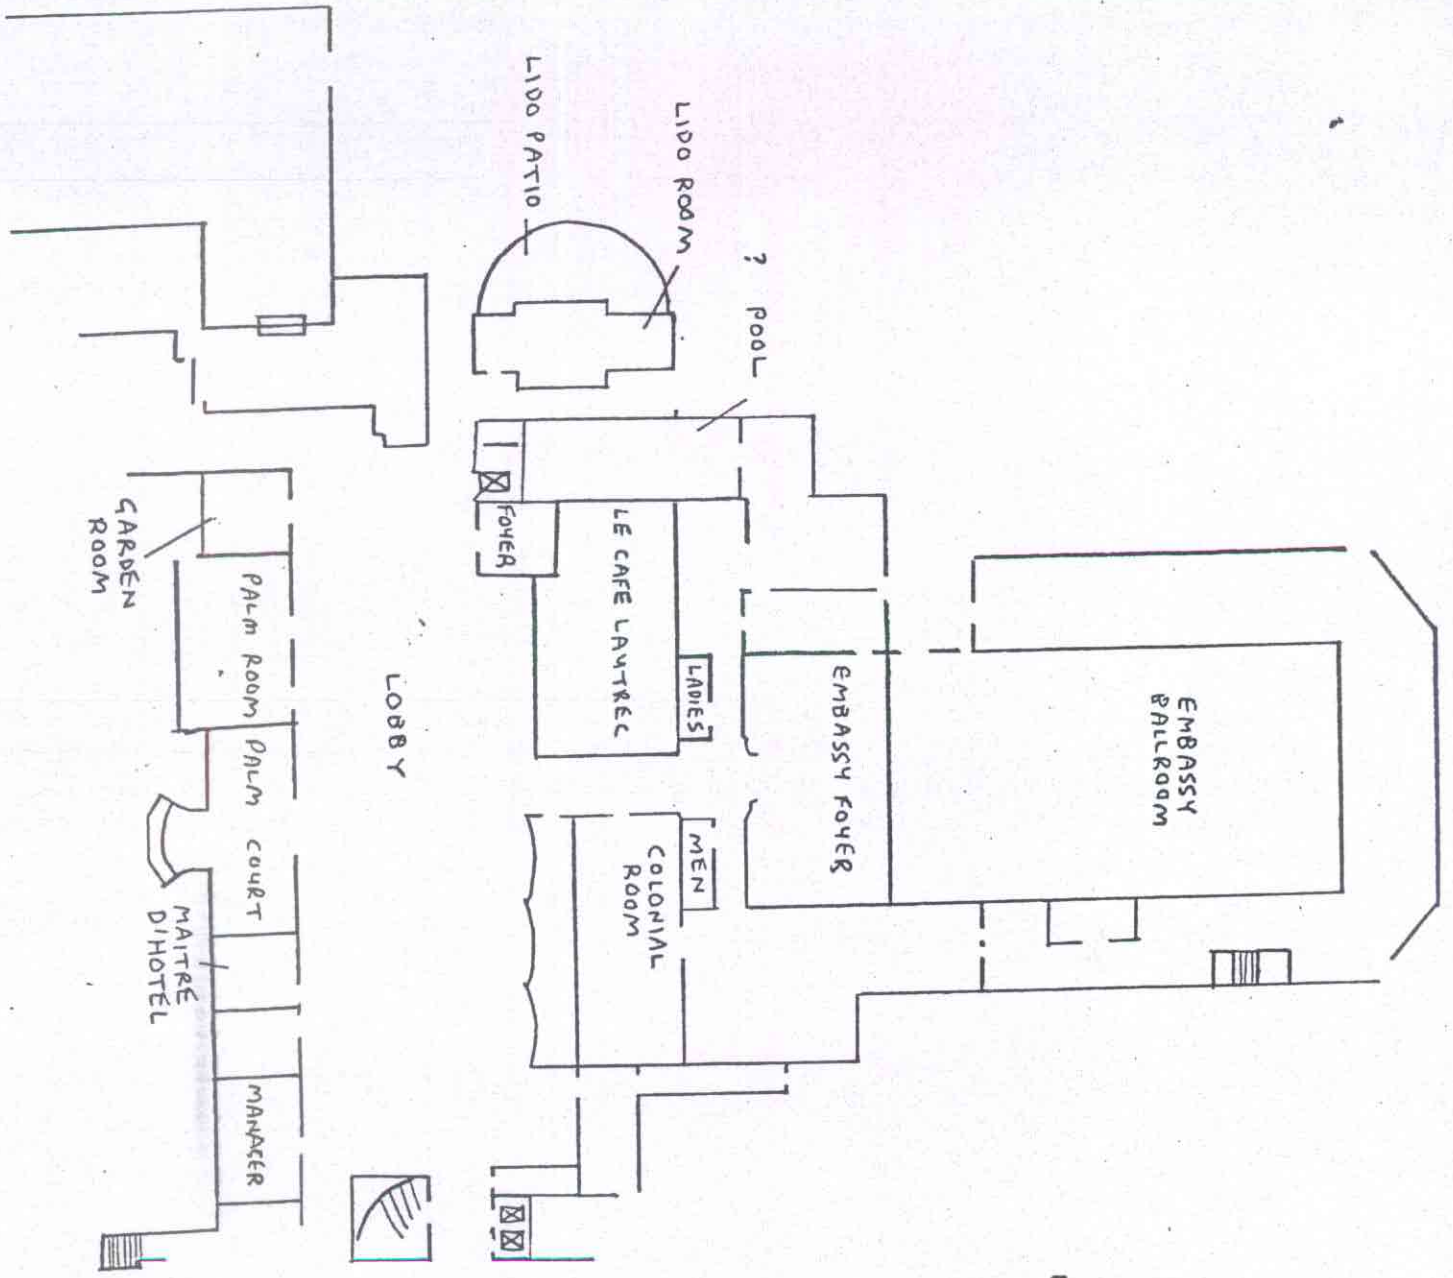 LIDO PATIO
LIDO ROOM
? POOL
FOYER
LE CAFE LAUTREC
LADIES
EMBASSY FOYER
EMBASSY
BALLROOM
MEN
COLONIAL
ROOM
LOBBY
GARDEN
ROOM
PALM ROOM
PALM COURT
MAITRE
D'HOTEL
MANAGER